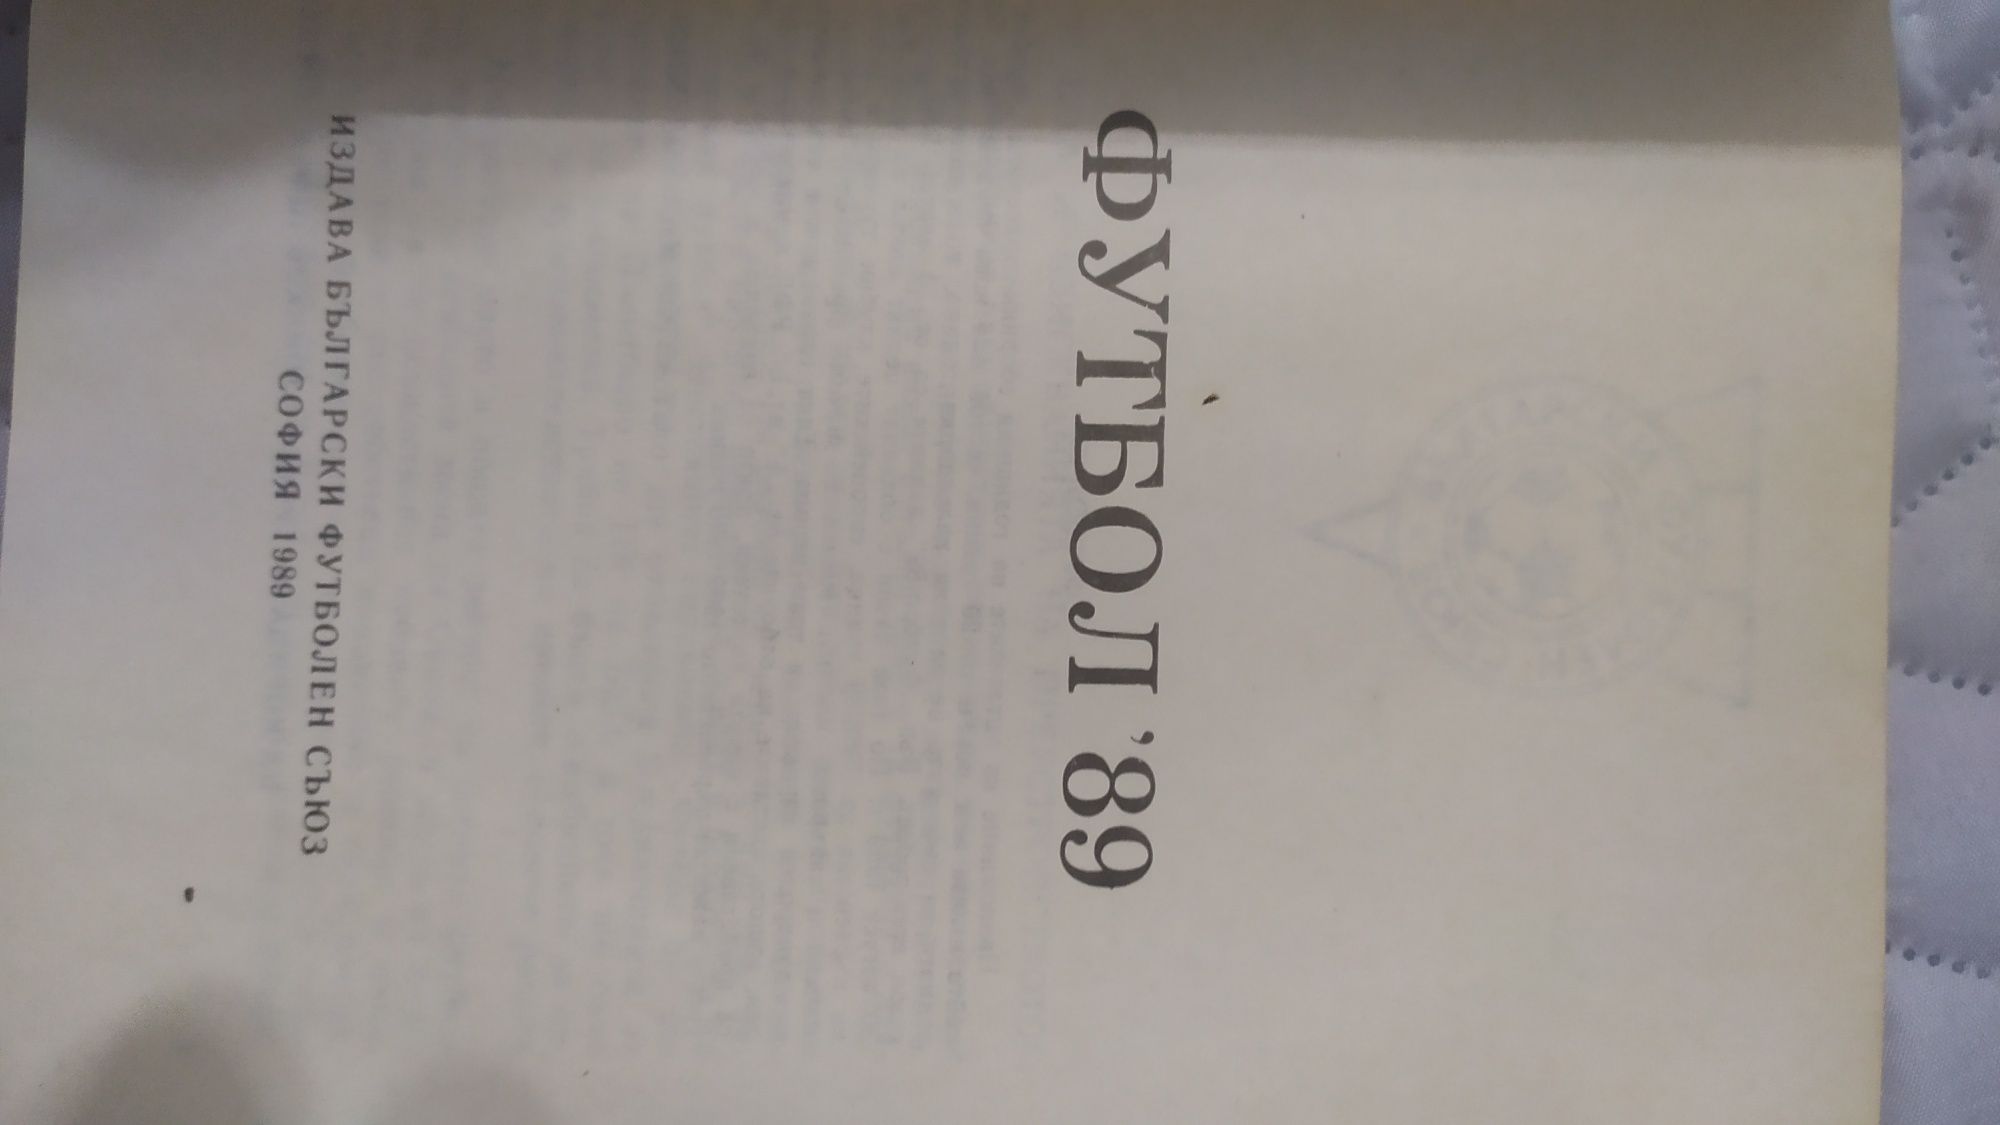 ФУТБОЛ '89
ИЗДАВА БЪЛГАРСКИ ФУТБОЛЕН СЪЮЗ
СОФИЯ 1989